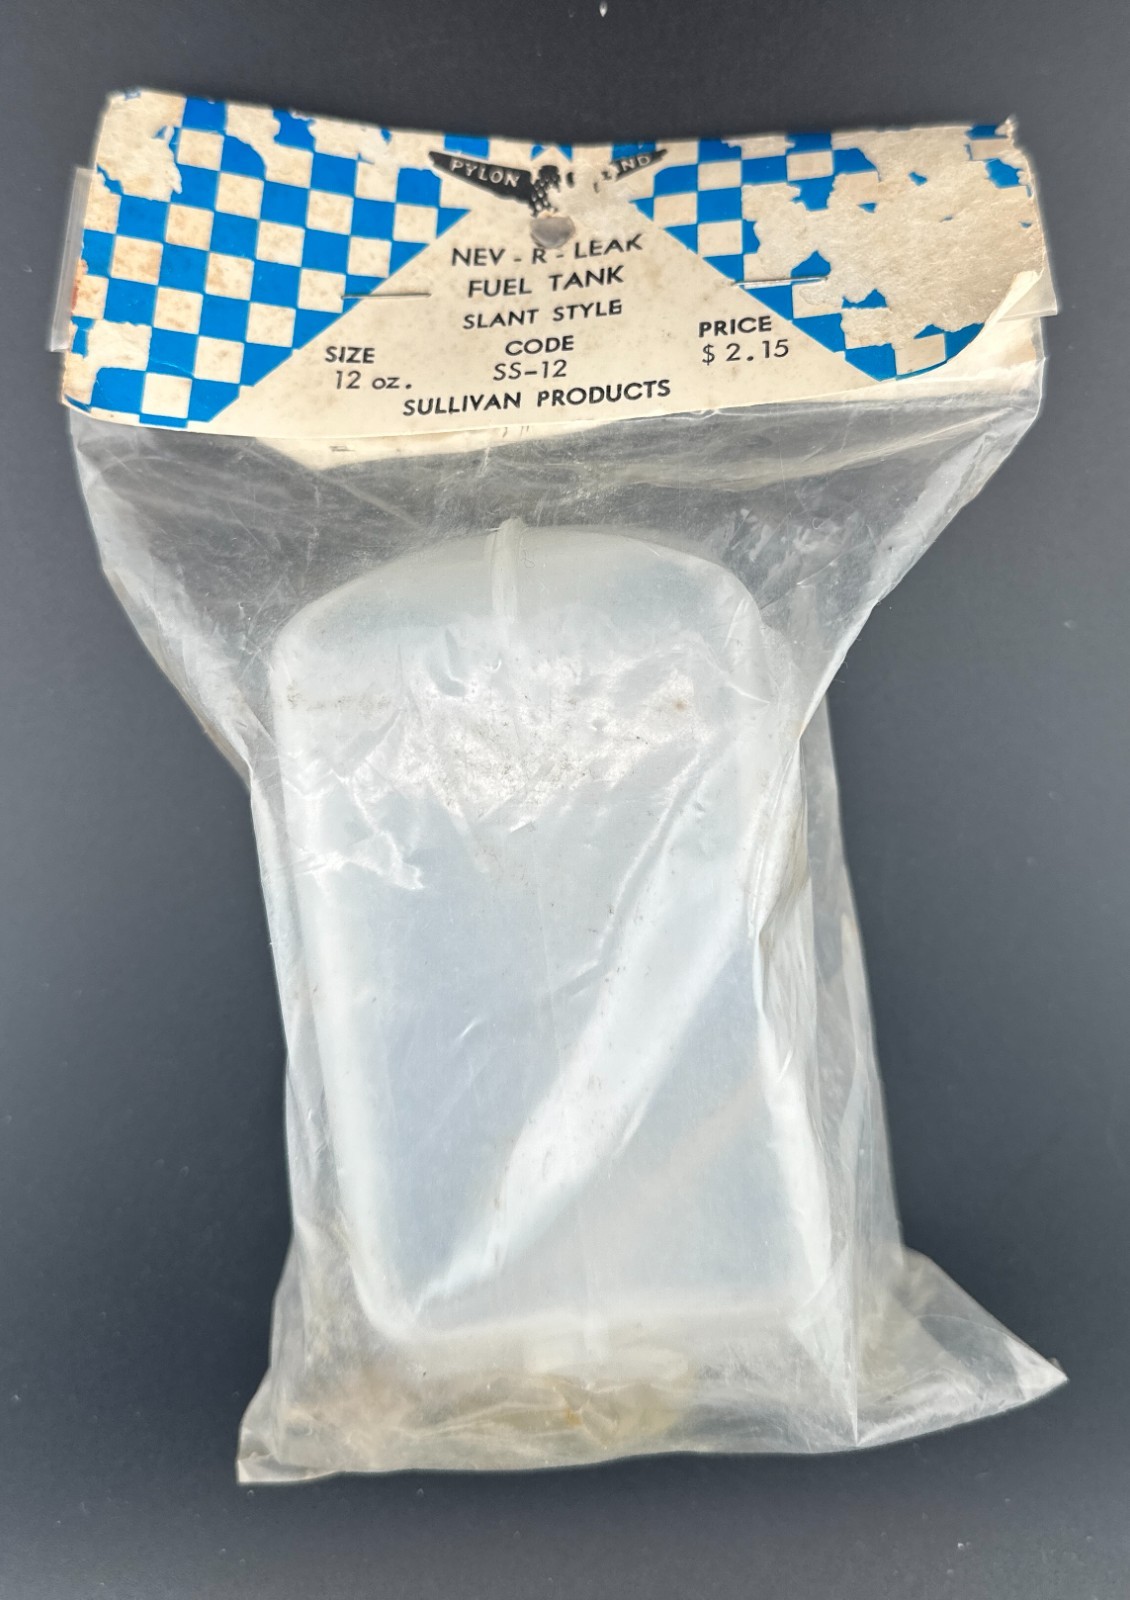 PYLON
NEV-R-LEAK
FUEL TANK
SLANT STYLE
SIZE CODE PRICE
12 oz. SS-12 $2.15
SULLIVAN PRODUCTS